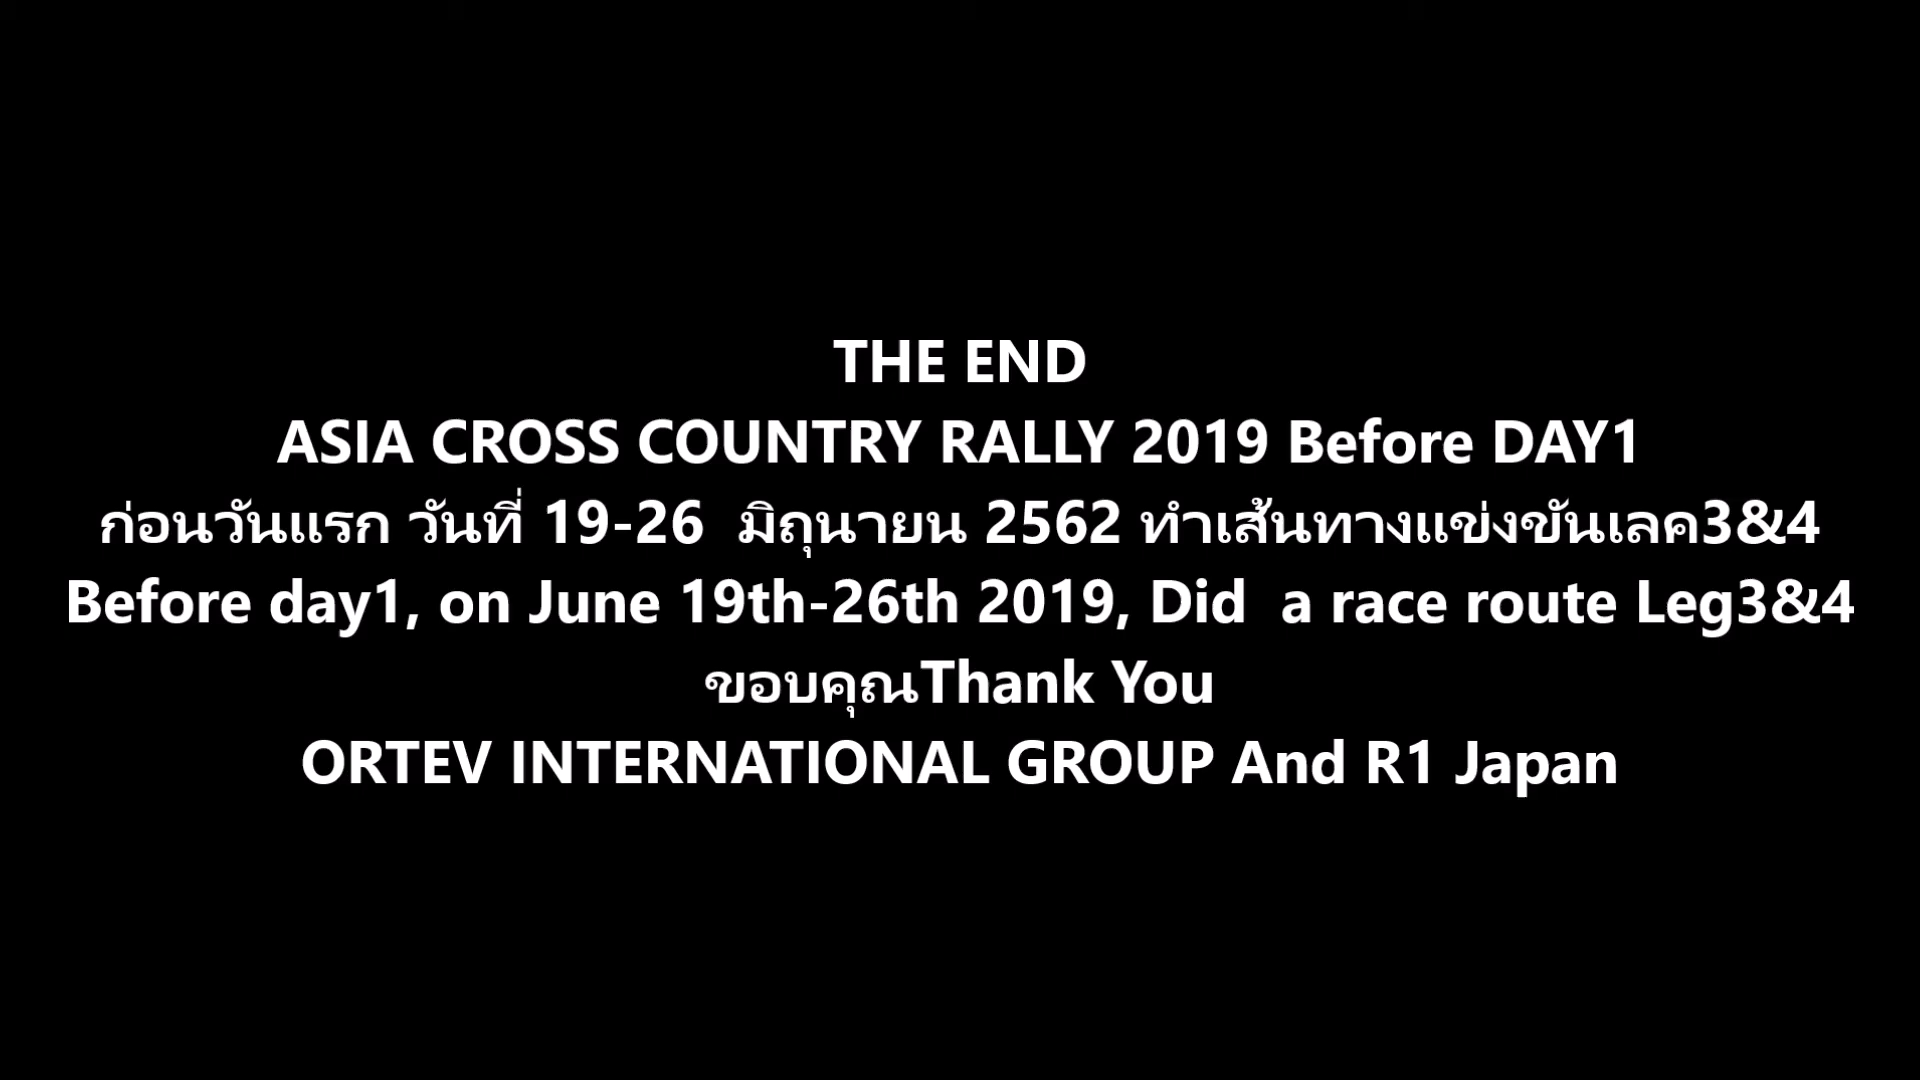 THE END
ASIA CROSS COUNTRY RALLY 2019 Before DAY1
ก่อนวันแรก วันที่ 19-26  มิถุนายน 2562 ทำเส้นทางแข่งขันเลค3&4
Before day1, on June 19th-26th 2019, Did  a race route Leg3&4
ขอบคุณThank You
ORTEV INTERNATIONAL GROUP And R1 Japan